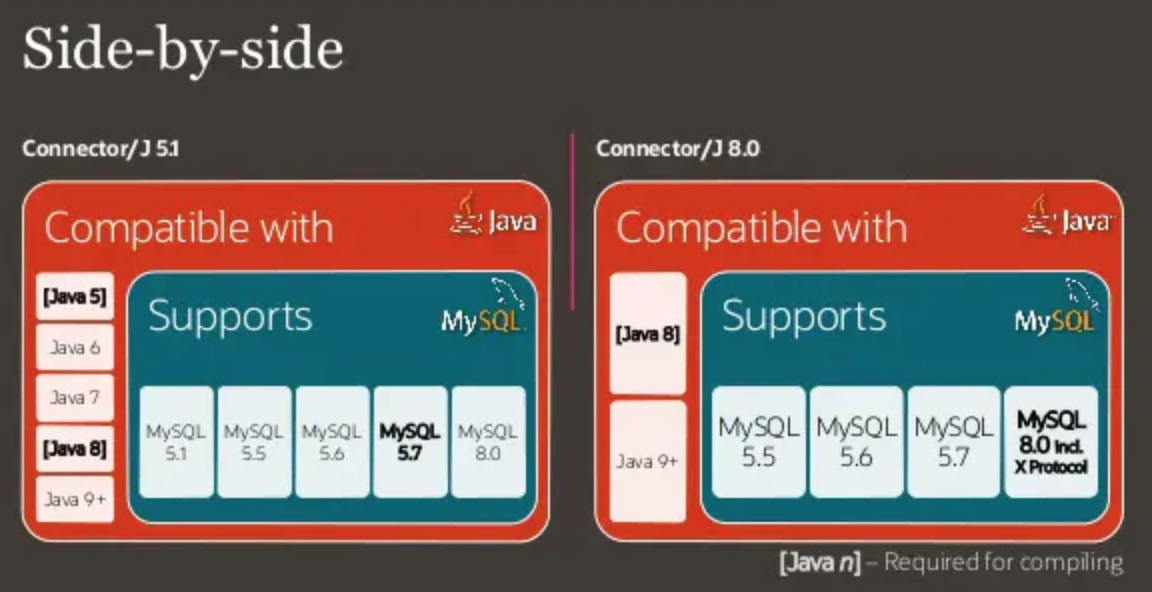 Side-by-side
Connector/J 5.1
Compatible with
Java
[Java 5]
Java 6
Java 7
[Java 8]
Java 9+
Supports
MySQL
MySQL
5.1
MySQL
5.5
MySQL
5.6
MySQL
5.7
MySQL
8.0
Connector/J 8.0
Compatible with
Java
[Java 8]
Java 9+
Supports
MySQL
MySQL
5.5
MySQL
5.6
MySQL
5.7
MySQL
8.0 incl.
X Protocol
[Java n] – Required for compiling